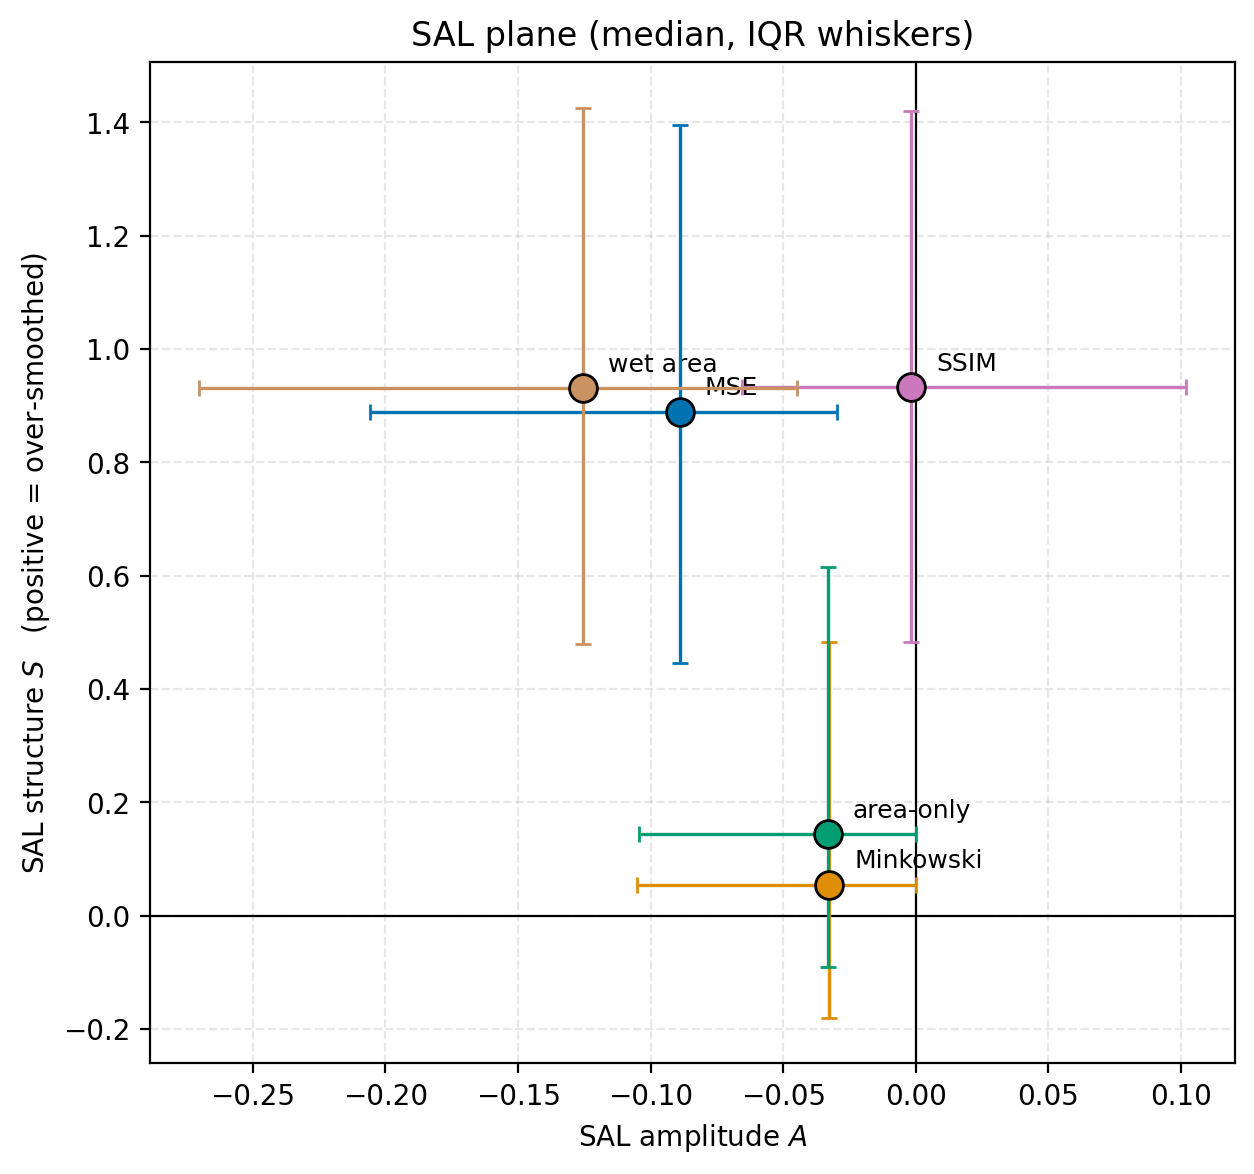 SAL plane (median, IQR whiskers)
1.4
1.2
1.0
0.8
0.6
0.4
0.2
0.0
−0.2
SAL structure S (positive = over-smoothed)
wet area
MSE
SSIM
area-only
Minkowski
−0.25
−0.20
−0.15
−0.10
−0.05
0.00
0.05
0.10
SAL amplitude A